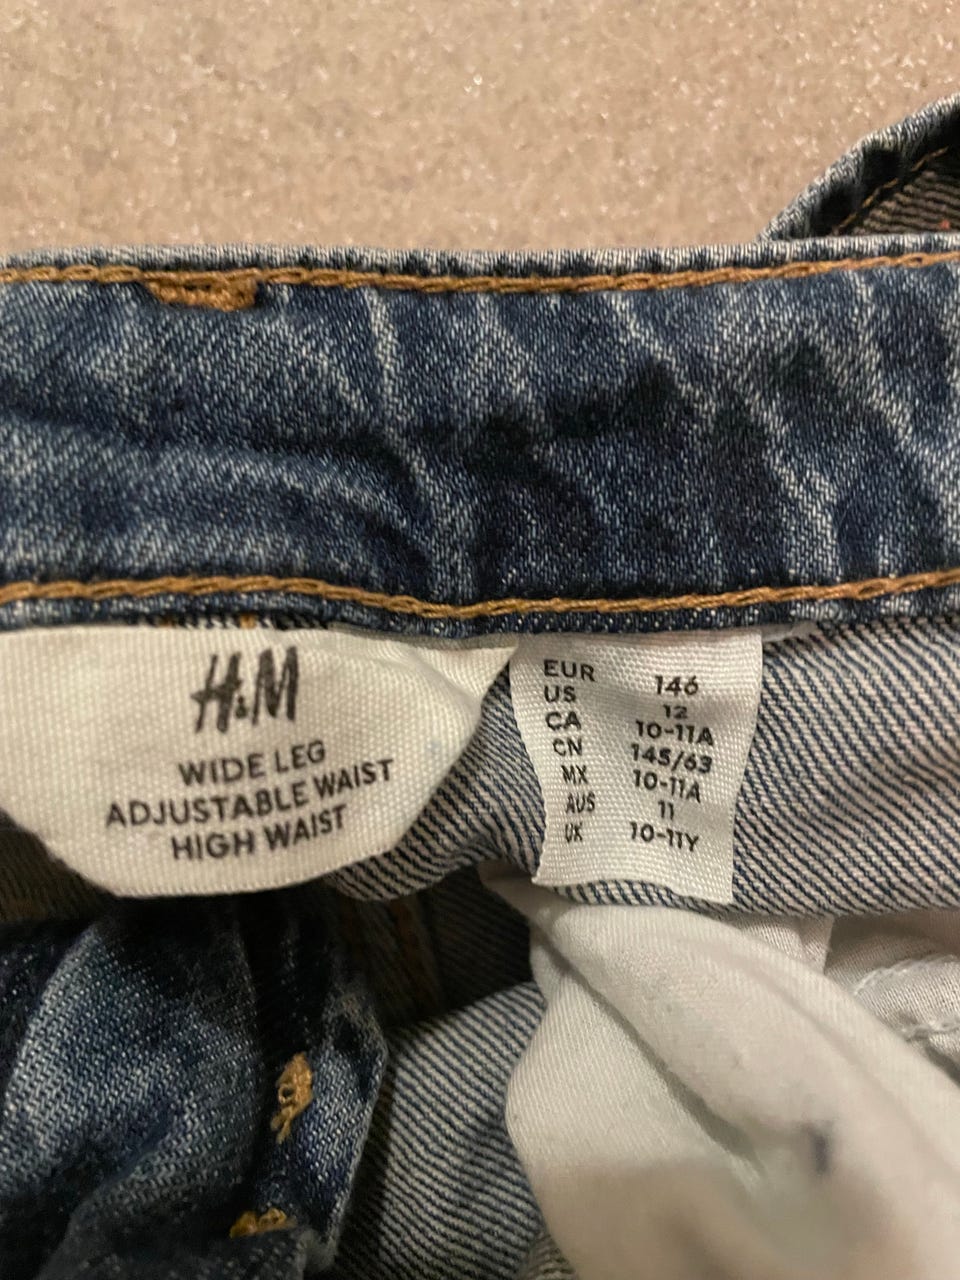 H&M
WIDE LEG
ADJUSTABLE WAIST
HIGH WAIST
EUR 146
US 12
CA 10-11A
CN 145/63
MX 10-11A
AUS 11
UK 10-11Y